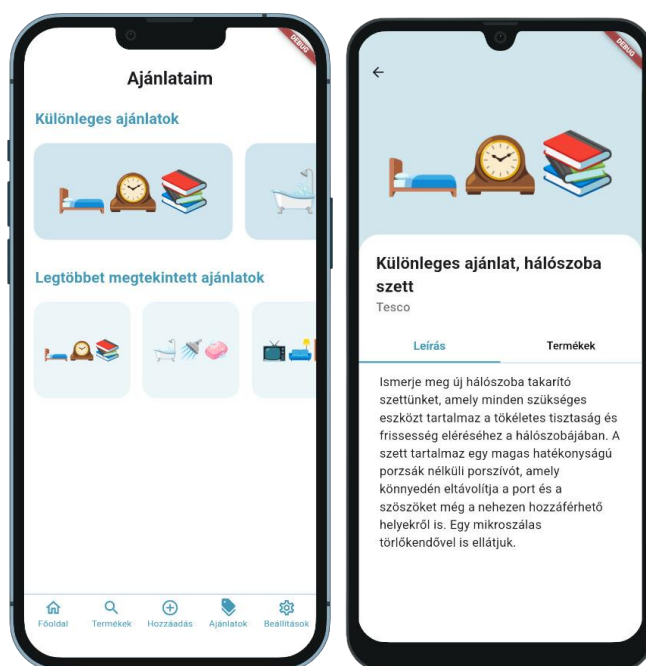 DEBUG
Ajánlataim
Különleges ajánlatok
Legtöbbet megtekintett ajánlatok
Főoldal
Termékek
Hozzáadás
Ajánlatok
Beállítások
DEBUG
Különleges ajánlat, hálószoba
szett
Tesco
Leírás
Termékek
Ismerje meg új hálószoba takarító
szettünket, amely minden szükséges
eszközt tartalmaz a tökéletes tisztaság és
frissesség eléréséhez a hálószobájában. A
szett tartalmaz egy magas hatékonyságú
porzsák nélküli porszívót, amely
könnyedén eltávolítja a port és a
szöszöket még a nehezen hozzáférhető
helyekről is. Egy mikroszálas
törlőkendővel is ellátjuk.